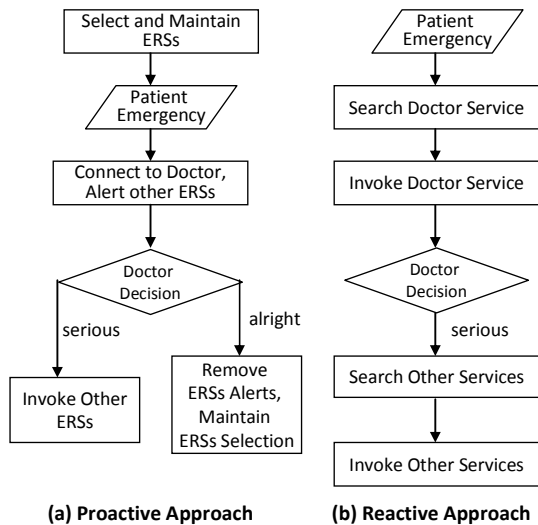 Select and Maintain
ERSs
Patient
Emergency
Connect to Doctor,
Alert other ERSs
Doctor
Decision
serious
alright
Invoke Other
ERSs
Remove
ERSs Alerts,
Maintain
ERSs Selection
(a) Proactive Approach
Patient
Emergency
Search Doctor Service
Invoke Doctor Service
Doctor
Decision
serious
Search Other Services
Invoke Other Services
(b) Reactive Approach